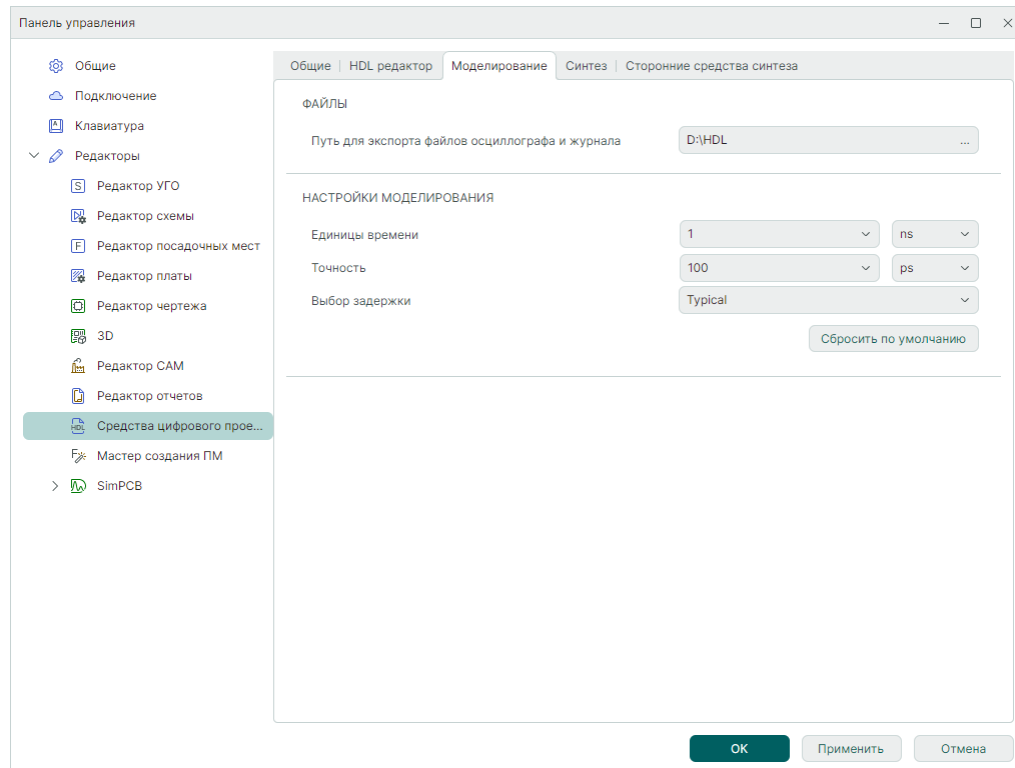 Панель управления
Общие
Подключение
Клавиатура
Редакторы
Редактор УГО
Редактор схемы
Редактор посадочных мест
Редактор платы
Редактор чертежа
3D
Редактор CAM
Редактор отчетов
Средства цифрового прое...
Мастер создания ПМ
SimPCB
Общие HDL редактор Моделирование Синтез Сторонние средства синтеза
ФАЙЛЫ
Путь для экспорта файлов осциллографа и журнала D:\HDL ...
НАСТРОЙКИ МОДЕЛИРОВАНИЯ
Единицы времени 1 ns
Точность 100 ps
Выбор задержки Typical
Сбросить по умолчанию
ОК Применить Отмена